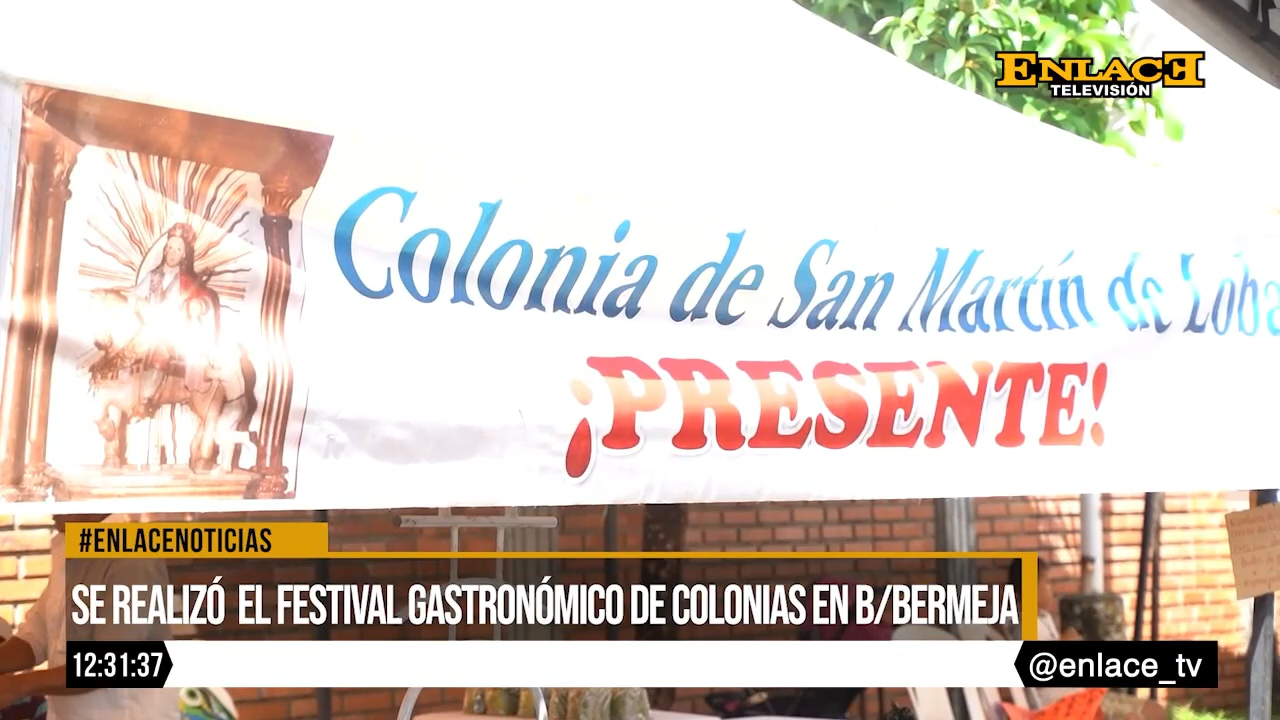 ENLACE
TELEVISIÓN
Colonia de San Martín de Loba
¡PRESENTE!
#ENLACENOTICIAS
SE REALIZÓ EL FESTIVAL GASTRONÓMICO DE COLONIAS EN B/BERMEJA
12:31:37
@enlace_tv